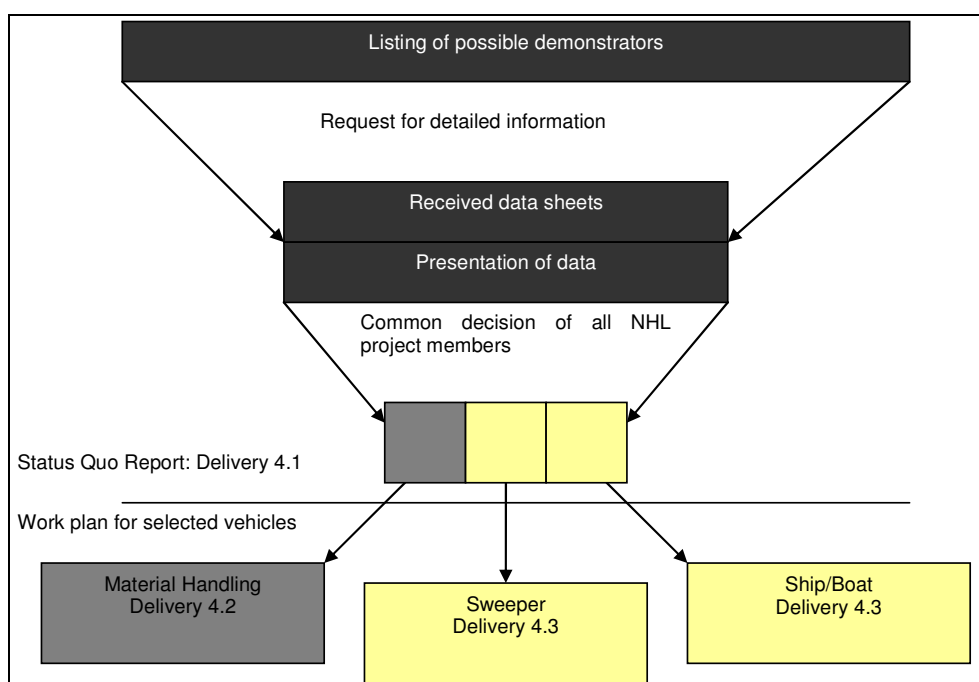 Listing of possible demonstrators
Request for detailed information
Received data sheets
Presentation of data
Common decision of all NHL
project members
Status Quo Report: Delivery 4.1
Work plan for selected vehicles
Material Handling
Delivery 4.2
Sweeper
Delivery 4.3
Ship/Boat
Delivery 4.3